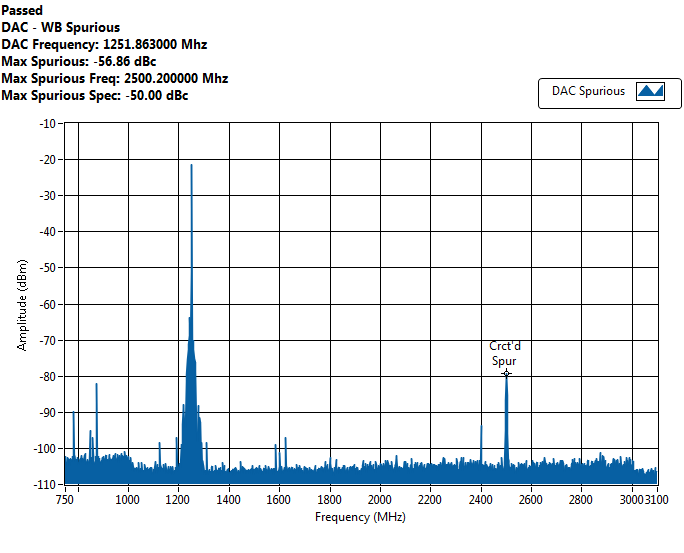 Passed
DAC - WB Spurious
DAC Frequency: 1251.863000 Mhz
Max Spurious: -56.86 dBc
Max Spurious Freq: 2500.200000 Mhz
Max Spurious Spec: -50.00 dBc
DAC Spurious
-10
-20
-30
-40
-50
-60
-70
-80
-90
-100
-110
Amplitude (dBm)
Crct'd
Spur
750 1000 1200 1400 1600 1800 2000 2200 2400 2600 2800 3000 3100
Frequency (MHz)